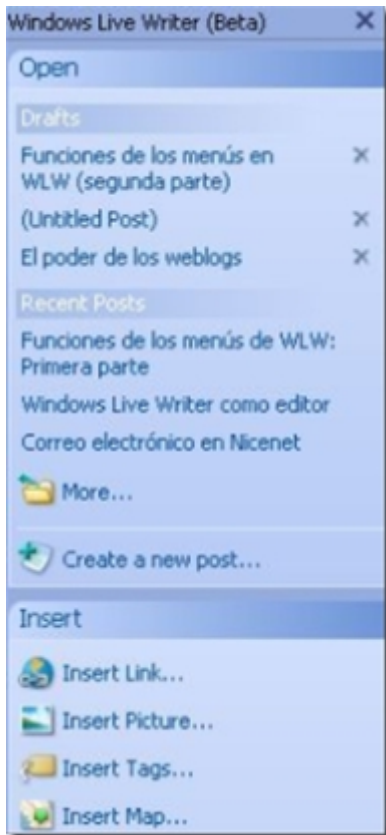 Windows Live Writer (Beta)
Open
Drafts
Funciones de los menús en
WLW (segunda parte)
(Untitled Post)
El poder de los weblogs
Recent Posts
Funciones de los menús de WLW:
Primera parte
Windows Live Writer como editor
Correo electrónico en Nicenet
More...
Create a new post...
Insert
Insert Link...
Insert Picture...
Insert Tags...
Insert Map...